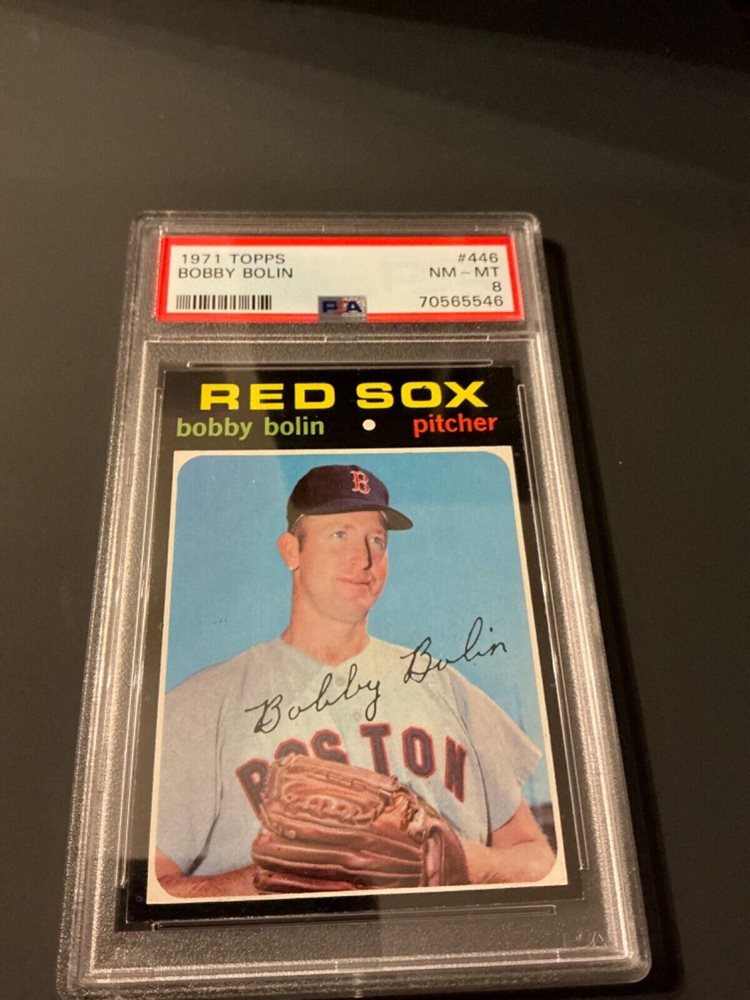 1971 TOPPS #446
BOBBY BOLIN NM-MT
8
PSA 70565546
RED SOX
bobby bolin • pitcher
B
Bobby Bolin
BOSTON